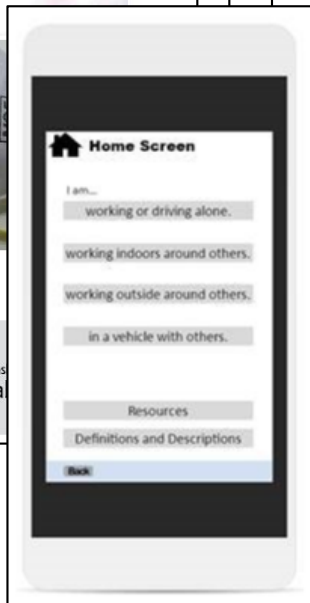 Home Screen
I am...
working or driving alone.
working indoors around others.
working outside around others.
in a vehicle with others.
Resources
Definitions and Descriptions
Back